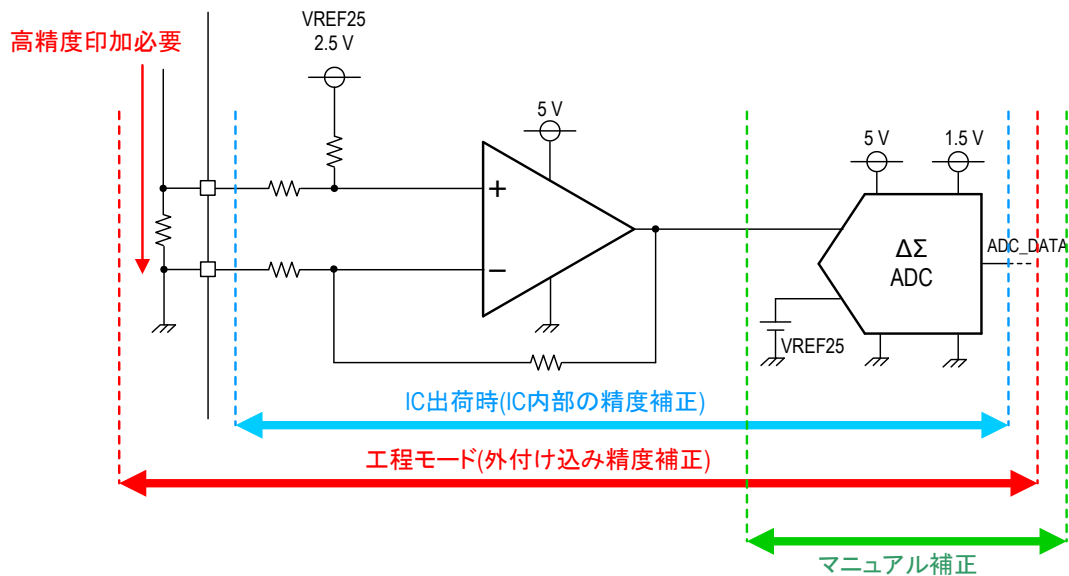 高精度印加必要
VREF25
2.5 V
5 V
5 V
1.5 V
+
−
ΔΣ
ADC
ADC_DATA
VREF25
IC出荷時(IC内部の精度補正)
工程モード(外付け込み精度補正)
マニュアル補正